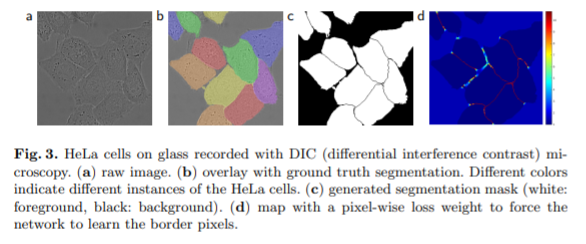 a b c d
Fig. 3. HeLa cells on glass recorded with DIC (differential interference contrast) mi-
croscopy. (a) raw image. (b) overlay with ground truth segmentation. Different colors
indicate different instances of the HeLa cells. (c) generated segmentation mask (white:
foreground, black: background). (d) map with a pixel-wise loss weight to force the
network to learn the border pixels.